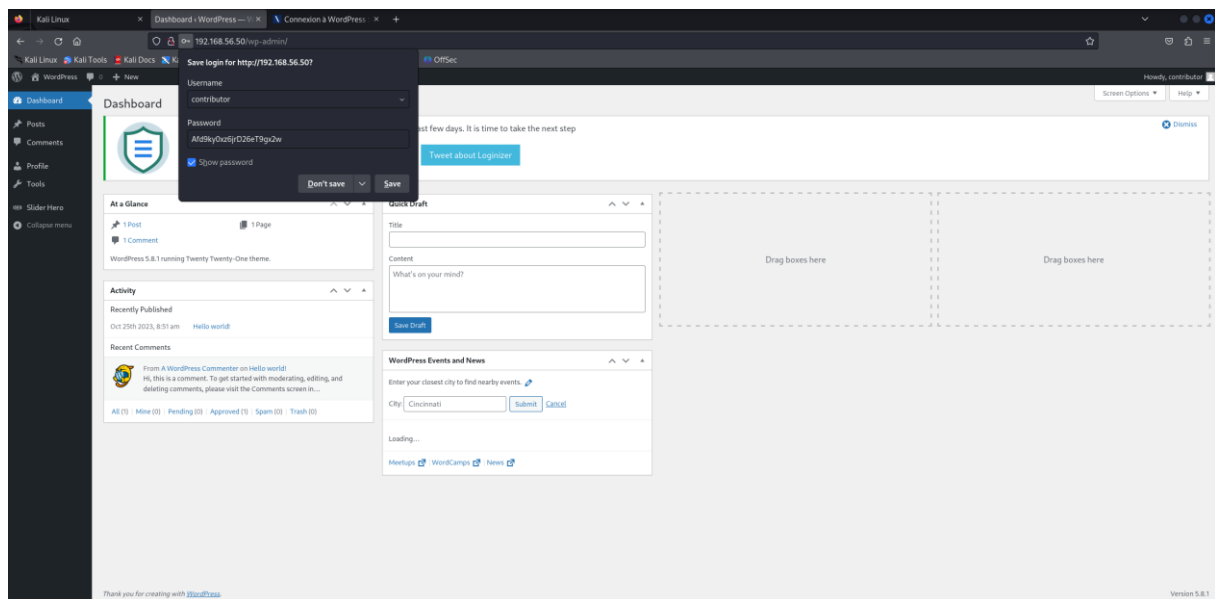 Kali Linux
Dashboard ‹ WordPress —
Connexion à WordPress
192.168.56.50/wp-admin/
Kali Linux
Kali Tools
Kali Docs
OffSec
WordPress
0
New
Howdy, contributor
Save login for http://192.168.56.50?
Username
contributor
Password
Afd9ky0xz6jrD26eT9gx2w
Show password
Don't save
Save
Dashboard
Posts
Comments
Profile
Tools
Slider Hero
Collapse menu
Dashboard
Screen Options
Help
st few days. It is time to take the next step
Dismiss
Tweet about Loginizer
At a Glance
1 Post
1 Page
1 Comment
WordPress 5.8.1 running Twenty Twenty-One theme.
Activity
Recently Published
Oct 25th 2023, 8:51 am Hello world!
Recent Comments
From A WordPress Commenter on Hello world!
Hi, this is a comment. To get started with moderating, editing, and
deleting comments, please visit the Comments screen in...
All (1) | Mine (0) | Pending (0) | Approved (1) | Spam (0) | Trash (0)
Quick Draft
Title
Content
What's on your mind?
Save Draft
WordPress Events and News
Enter your closest city to find nearby events.
City: Cincinnati Submit Cancel
Loading...
Meetups | WordCamps | News
Drag boxes here
Drag boxes here
Thank you for creating with WordPress.
Version 5.8.1